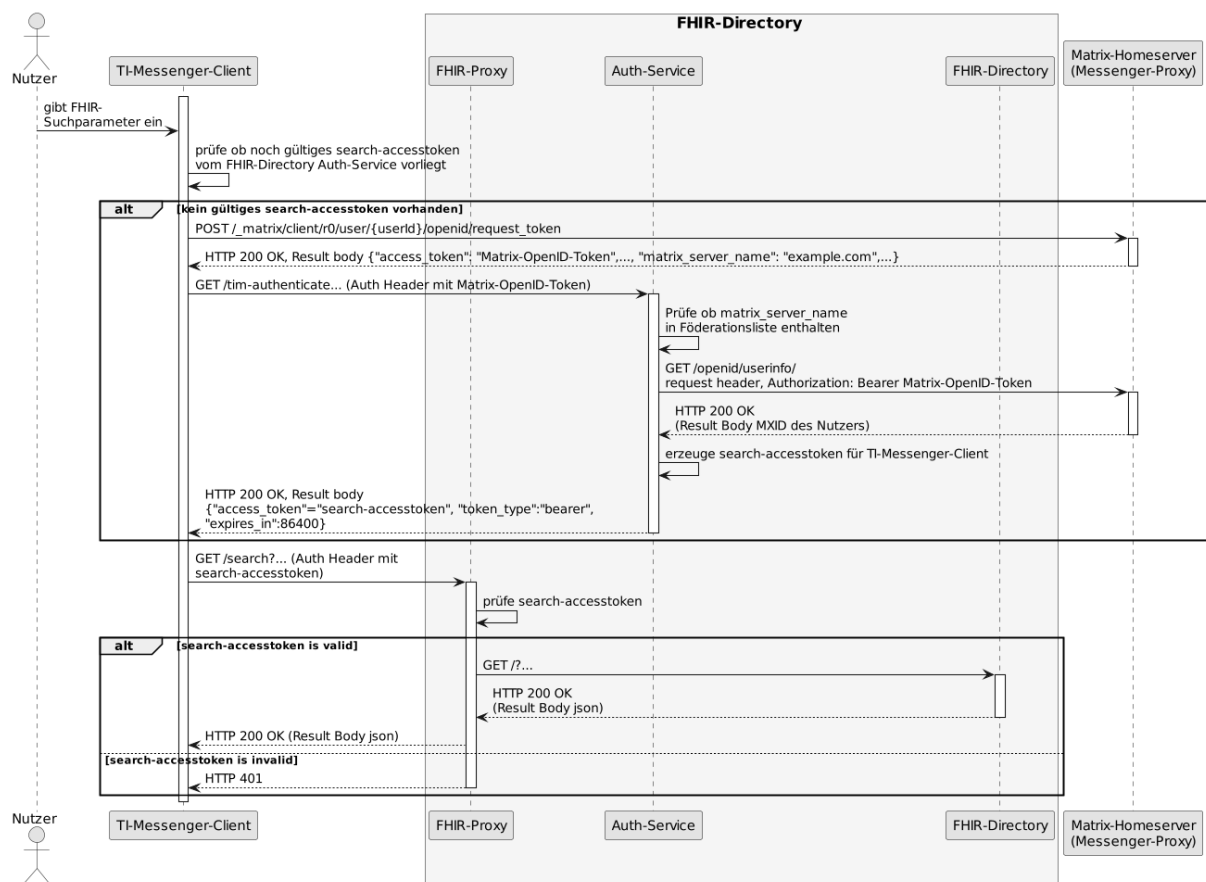 FHIR-Directory
Nutzer
TI-Messenger-Client
FHIR-Proxy
Auth-Service
FHIR-Directory
Matrix-Homeserver
(Messenger-Proxy)
gibt FHIR-
Suchparameter ein
prüfe ob noch gültiges search-accesstoken
vom FHIR-Directory Auth-Service vorliegt
alt
[kein gültiges search-accesstoken vorhanden]
POST /_matrix/client/r0/user/{userId}/openid/request_token
HTTP 200 OK, Result body {"access_token": "Matrix-OpenID-Token",..., "matrix_server_name": "example.com",...}
GET /tim-authenticate... (Auth Header mit Matrix-OpenID-Token)
Prüfe ob matrix_server_name
in Föderationsliste enthalten
GET /openid/userinfo/
request header, Authorization: Bearer Matrix-OpenID-Token
HTTP 200 OK
(Result Body MXID des Nutzers)
erzeuge search-accesstoken für TI-Messenger-Client
HTTP 200 OK, Result body
{"access_token"="search-accesstoken", "token_type":"bearer",
"expires_in":86400}
GET /search?... (Auth Header mit
search-accesstoken)
prüfe search-accesstoken
alt
[search-accesstoken is valid]
GET /?...
HTTP 200 OK
(Result Body json)
HTTP 200 OK (Result Body json)
[search-accesstoken is invalid]
HTTP 401
Nutzer
TI-Messenger-Client
FHIR-Proxy
Auth-Service
FHIR-Directory
Matrix-Homeserver
(Messenger-Proxy)